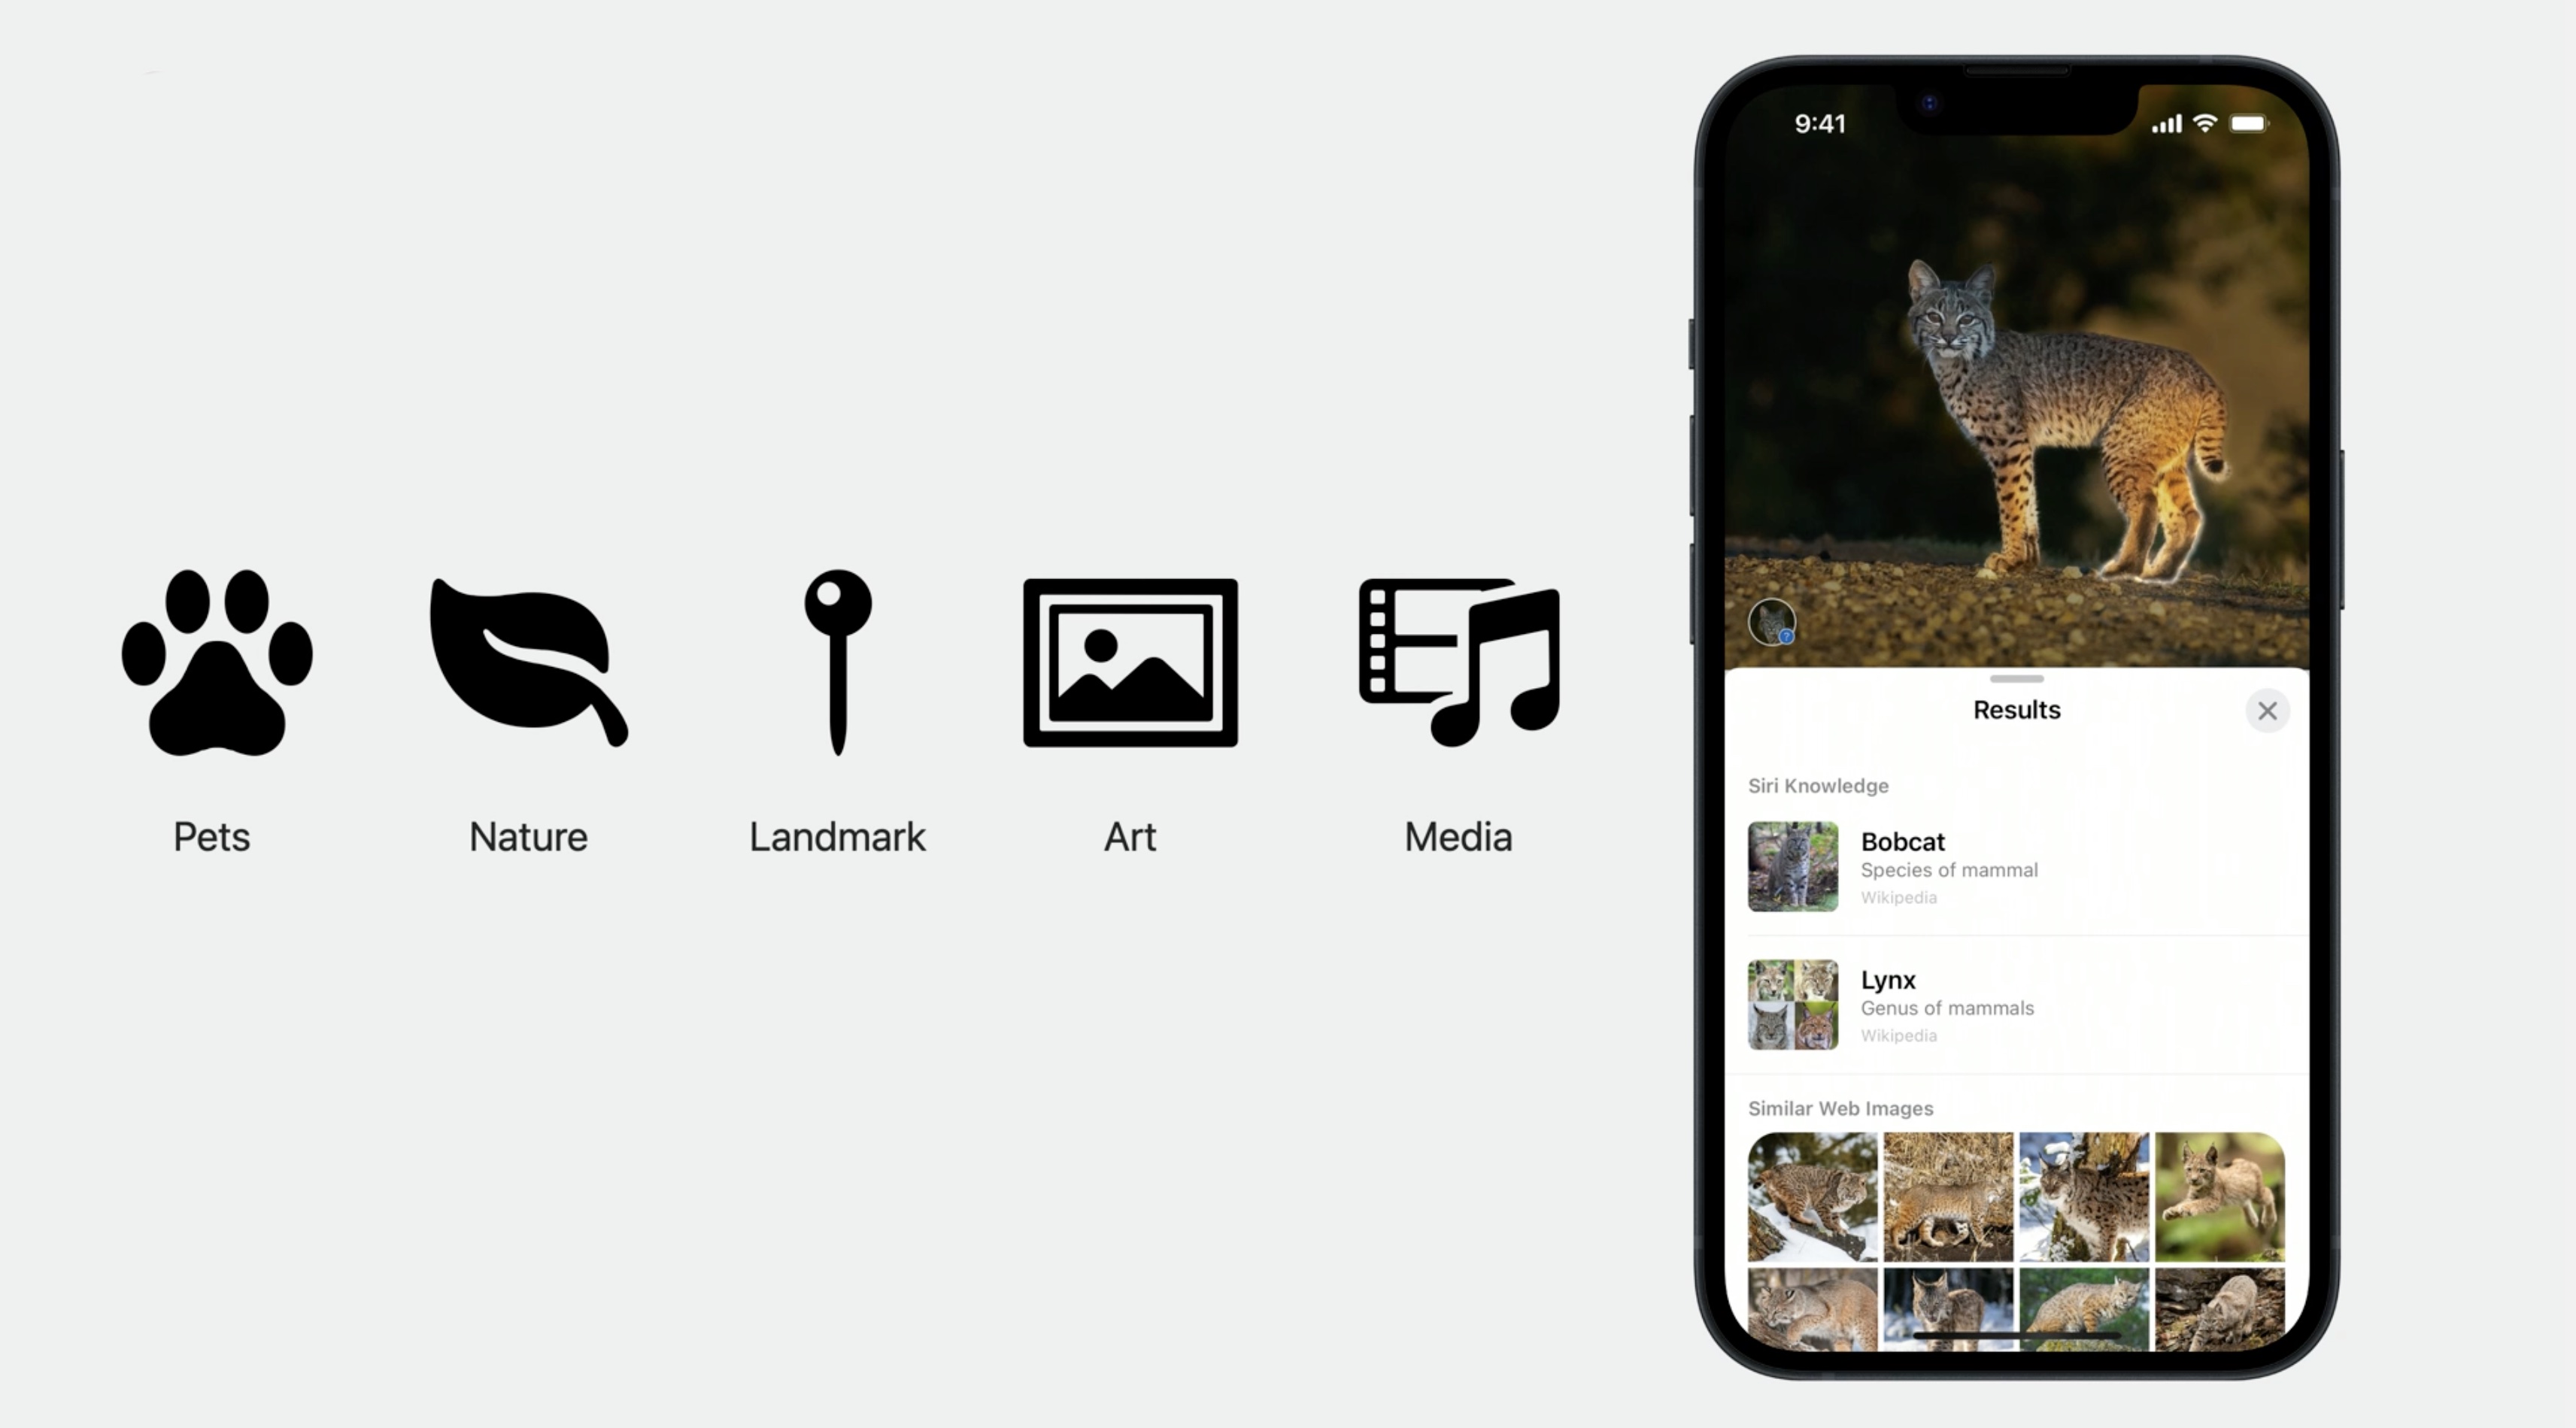 Pets
Nature
Landmark
Art
Media
9:41
Results
Siri Knowledge
Bobcat
Species of mammal
Wikipedia
Lynx
Genus of mammals
Wikipedia
Similar Web Images